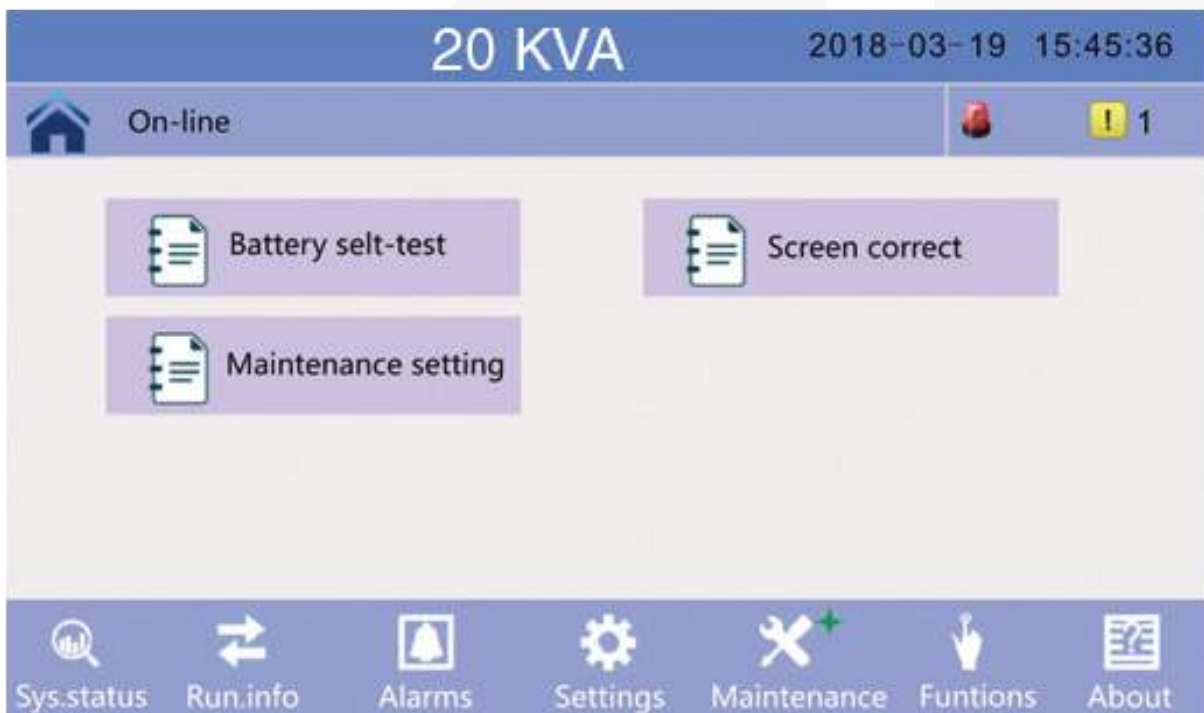 20 KVA 2018-03-19 15:45:36
On-line ! 1
Battery selt-test Screen correct
Maintenance setting
Sys.status Run.info Alarms Settings Maintenance Funtions About